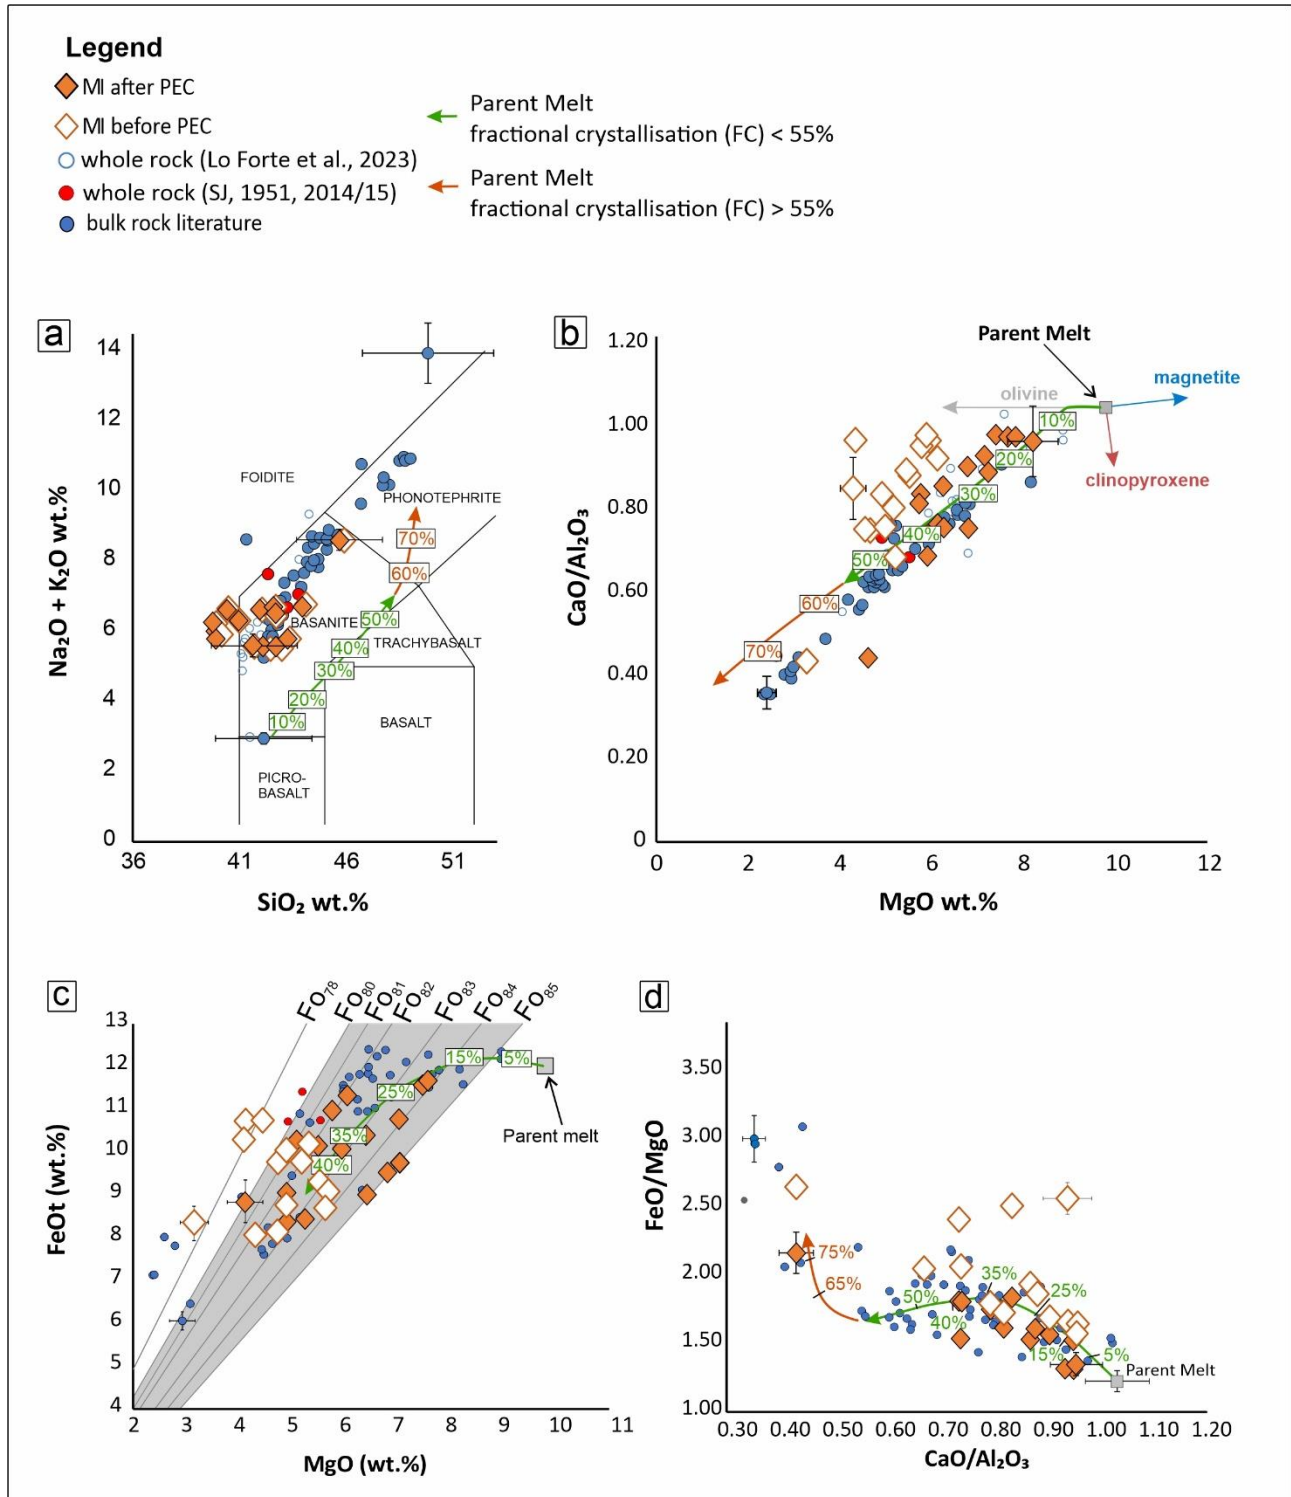 Legend
MI after PEC
MI before PEC
whole rock (Lo Forte et al., 2023)
whole rock (SJ, 1951, 2014/15)
bulk rock literature
Parent Melt
fractional crystallisation (FC) < 55%
Parent Melt
fractional crystallisation (FC) > 55%
a
14
12
10
8
6
4
2
0
36
41
46
51
Na₂O + K₂O wt.%
SiO₂ wt.%
FOIDITE
PHONOTEPHRITE
BASANITE
TRACHYBASALT
BASALT
PICRO-
BASALT
70%
60%
50%
40%
30%
20%
10%
b
1.20
1.00
0.80
0.60
0.40
0.20
0
0
2
4
6
8
10
12
CaO/Al₂O₃
MgO wt.%
Parent Melt
olivine
magnetite
clinopyroxene
10%
20%
30%
40%
50%
60%
70%
c
13
12
11
10
9
8
7
6
5
4
2
3
4
5
6
7
8
9
10
11
FeOt (wt.%)
MgO (wt.%)
Fo₇₈
Fo₈₀
Fo₈₁
Fo₈₂
Fo₈₃
Fo₈₄
Fo₈₅
15%
5%
25%
35%
40%
Parent melt
d
3.50
3.00
2.50
2.00
1.50
1.00
0.30
0.40
0.50
0.60
0.70
0.80
0.90
1.00
1.10
1.20
FeO/MgO
CaO/Al₂O₃
75%
65%
50%
40%
35%
25%
15%
5%
Parent Melt